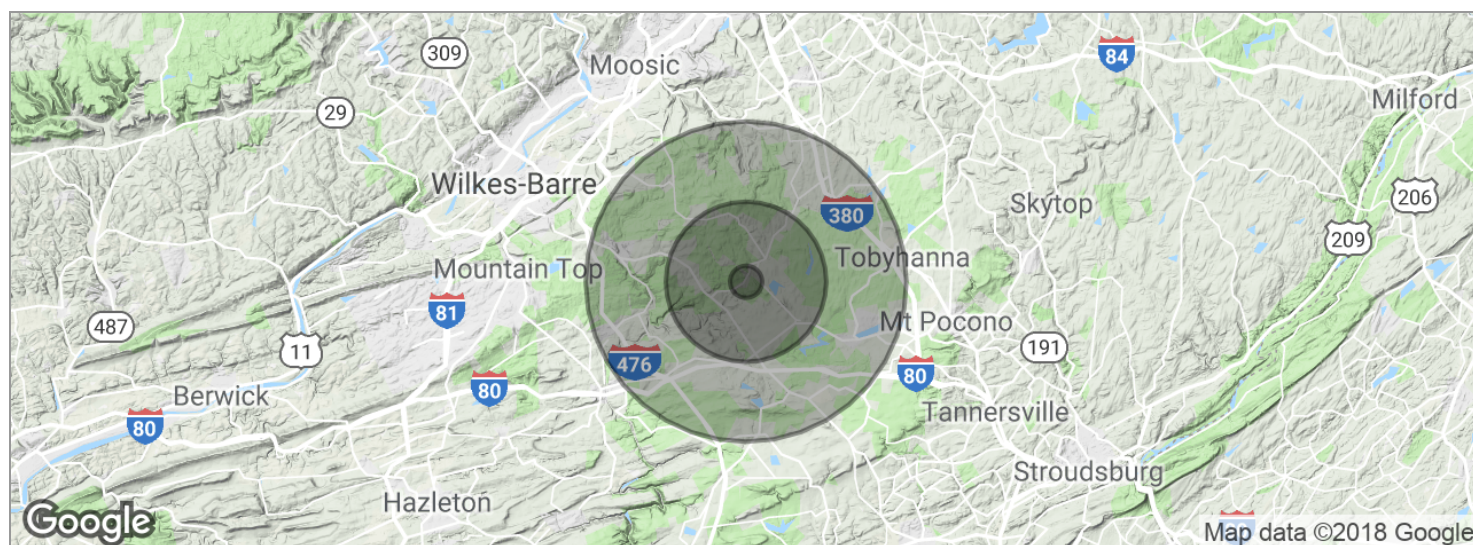 309
Moosic
84
29
Milford
Wilkes-Barre
380
Skytop
206
209
Tobyhanna
Mountain Top
81
487
11
Mt Pocono
191
476
80
80
Berwick
80
Tannersville
Stroudsburg
Hazleton
Google
Map data ©2018 Google